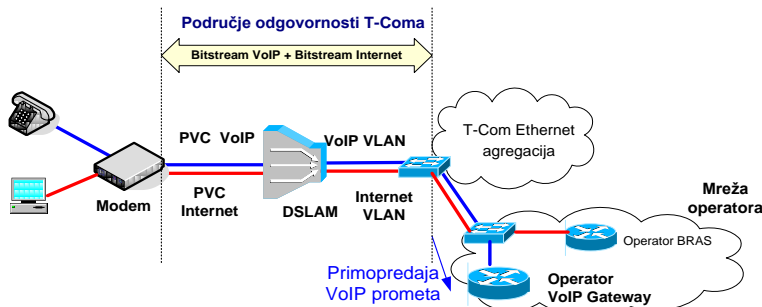 Područje odgovornosti T-Coma
Bitstream VoIP + Bitstream Internet
PVC VoIP
VoIP VLAN
T-Com Ethernet
agregacija
Modem
PVC
Internet
DSLAM
Internet
VLAN
Mreža
operatora
Operator BRAS
Primopredaja
VoIP prometa
Operator
VoIP Gateway